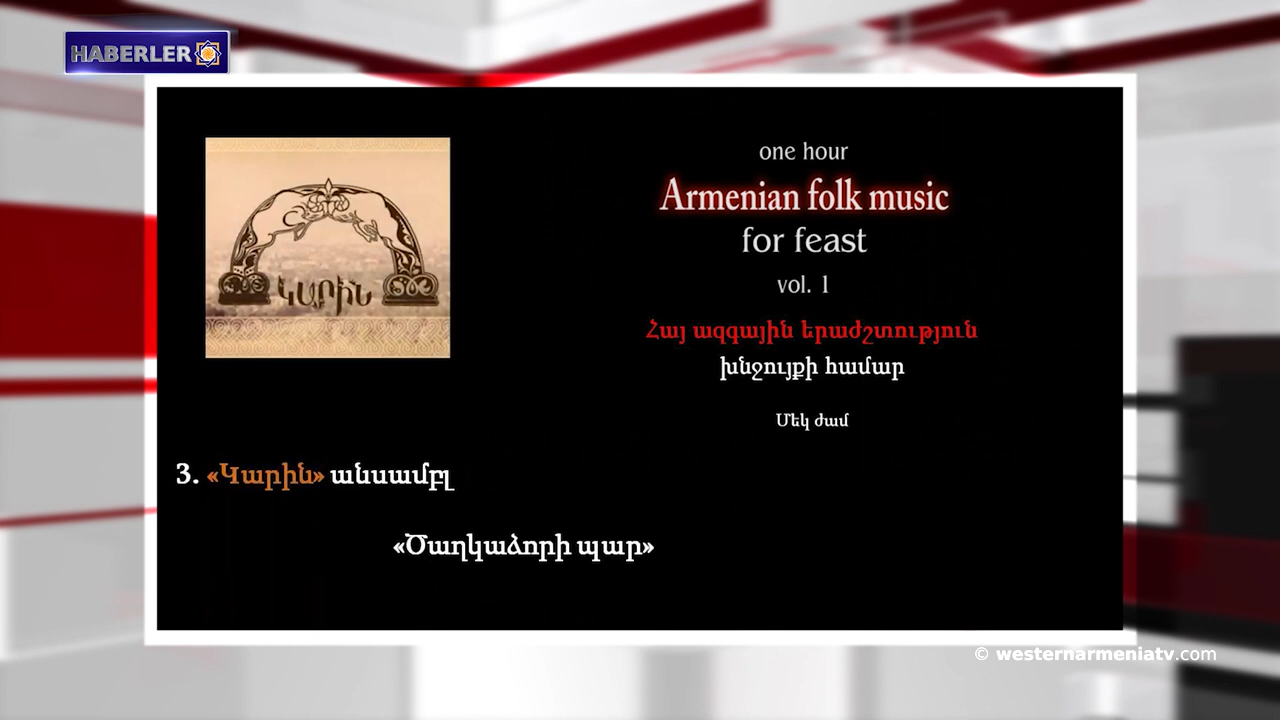 HABERLER
one hour
Armenian folk music
for feast
vol. 1
Հայ ազգային երաժշտություն
խնջույքի համար
Մեկ ժամ
ԿԱՐԻՆ
3. «Կարին» անսամբլ
«Ծաղկաձորի պար»
© westernarmeniatv.com